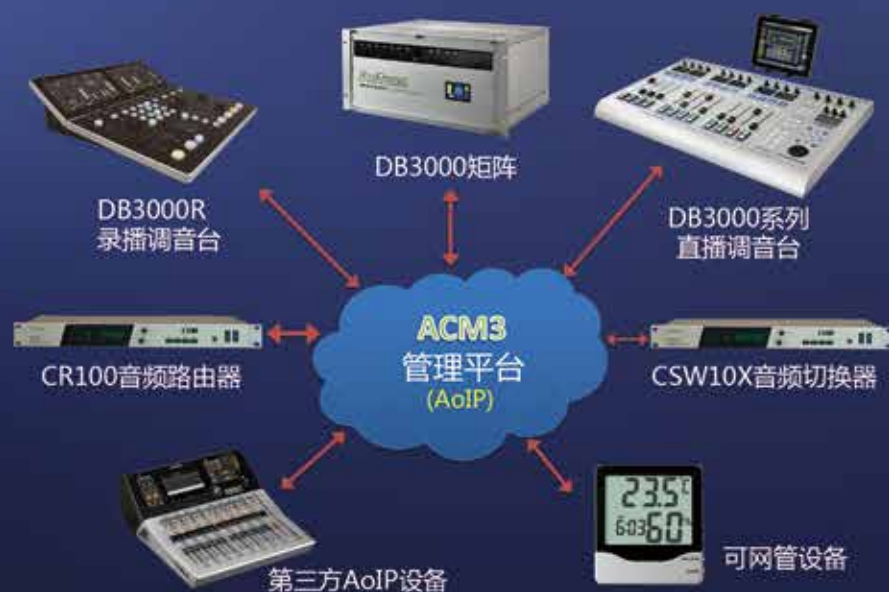 DB3000矩阵
DB3000R
录播调音台
DB3000系列
直播调音台
ACM3
管理平台
(AoIP)
CR100音频路由器
CSW10X音频切换器
第三方AoIP设备
23.5℃
6:03 60%
可网管设备